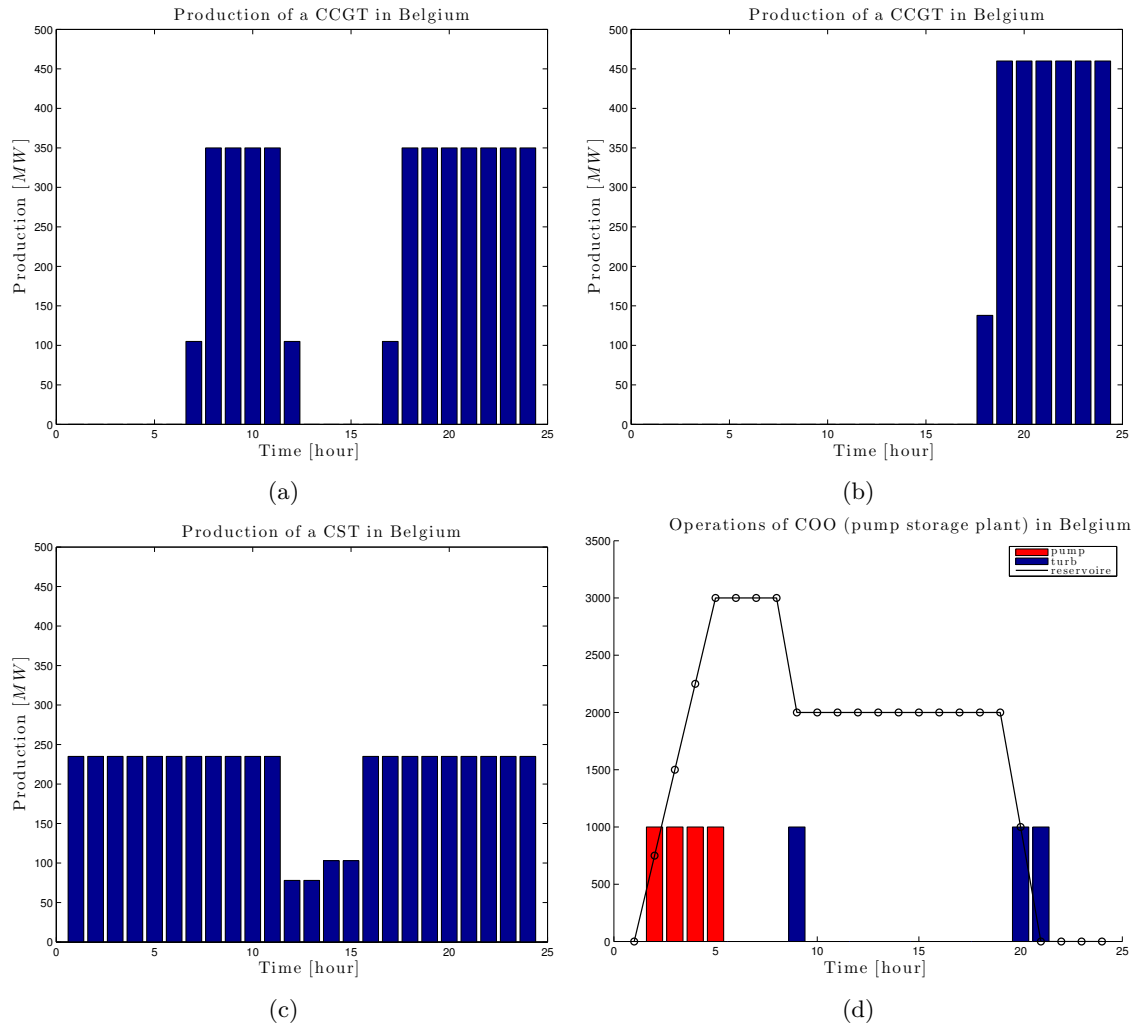 Production of a CCGT in Belgium
500
450
400
350
300
250
200
150
100
50
0
Production [MW]
0 5 10 15 20 25
Time [hour]
(a)
Production of a CCGT in Belgium
500
450
400
350
300
250
200
150
100
50
0
Production [MW]
0 5 10 15 20 25
Time [hour]
(b)
Production of a CST in Belgium
500
450
400
350
300
250
200
150
100
50
0
Production [MW]
0 5 10 15 20 25
Time [hour]
(c)
Operations of COO (pump storage plant) in Belgium
3500
3000
2500
2000
1500
1000
500
0
pump
turb
reservoire
0 5 10 15 20 25
Time [hour]
(d)